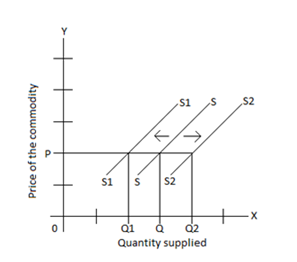 Y
Price of the commodity
S1 S S2
P
S1 S S2
0 Q1 Q Q2 X
Quantity supplied